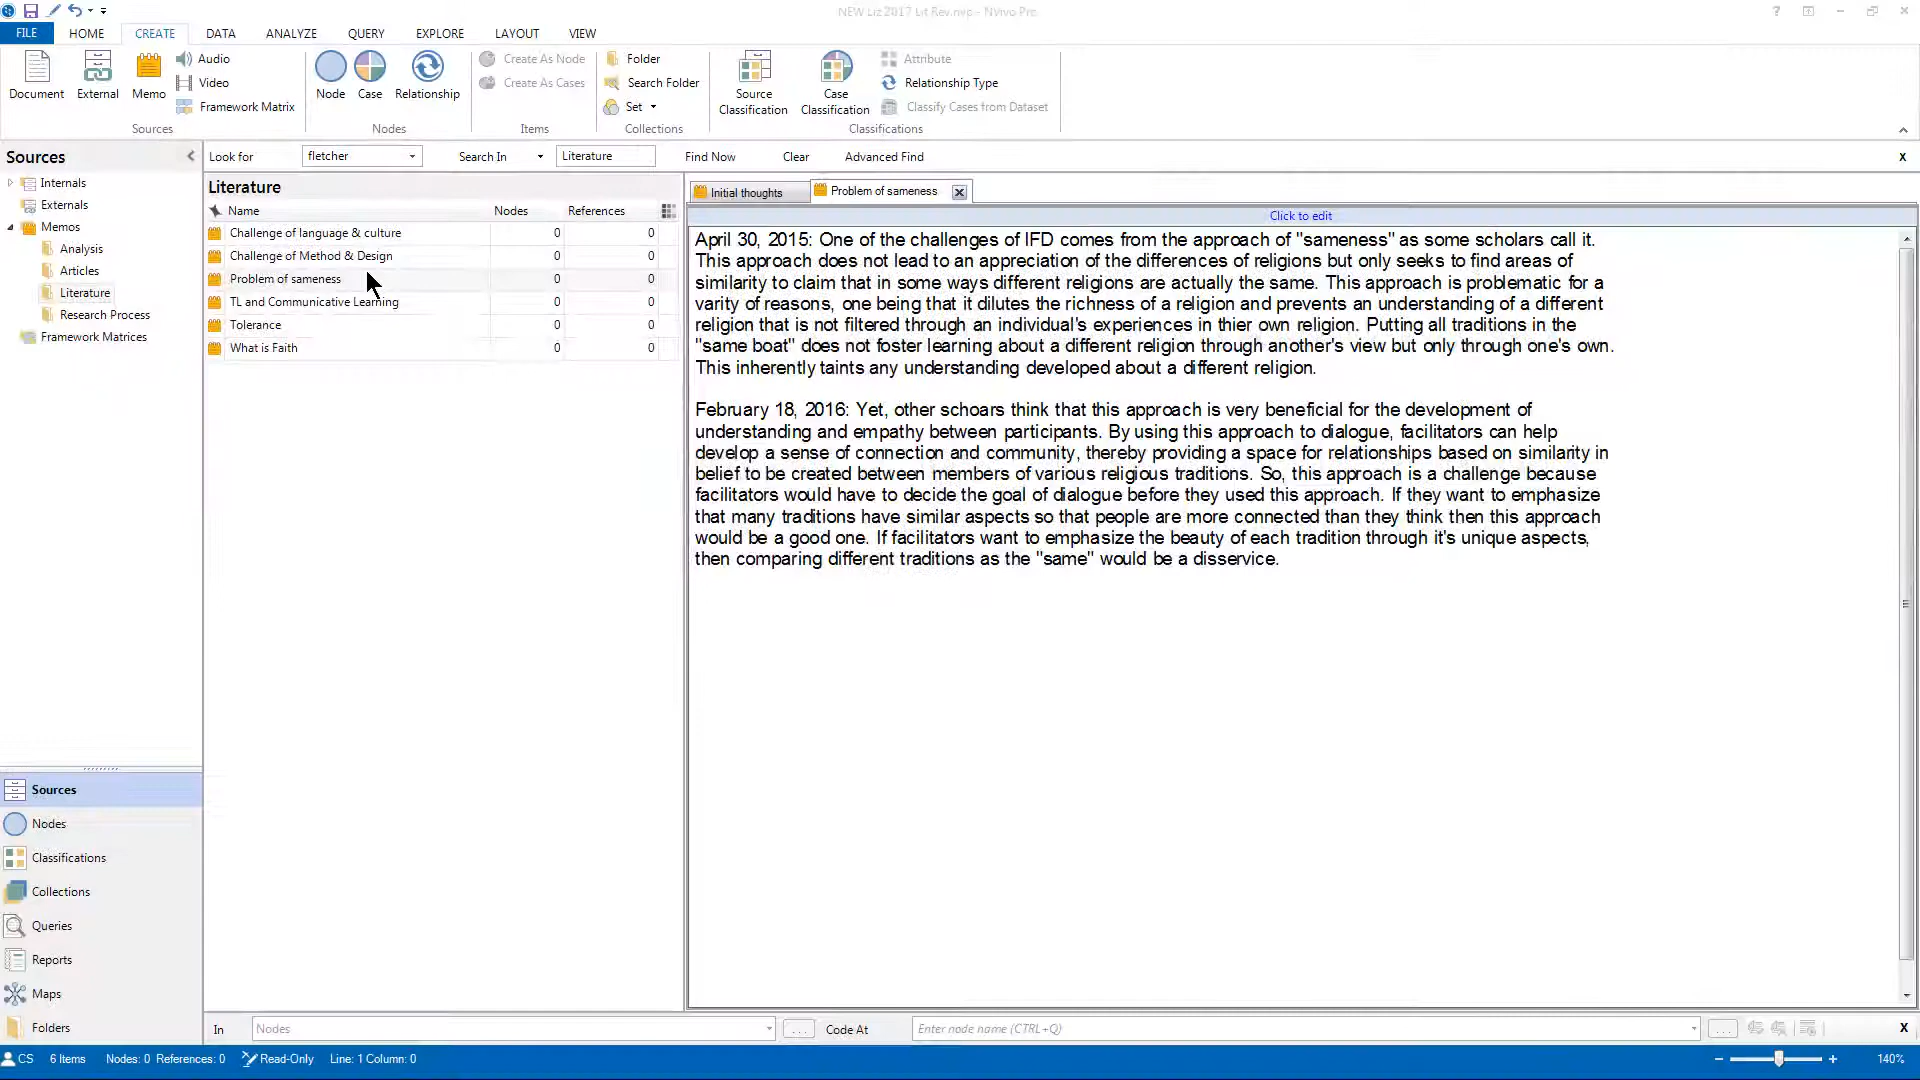 NEW Liz 2017 Lit Rev.nvp - NVivo Pro
?
FILE HOME CREATE DATA ANALYZE QUERY EXPLORE LAYOUT VIEW
Document
External
Memo
Audio
Video
Framework Matrix
Sources
Node
Case
Relationship
Nodes
Create As Node
Create As Cases
Items
Folder
Search Folder
Set
Collections
Source Classification
Case Classification
Attribute
Relationship Type
Classify Cases from Dataset
Classifications
Sources
Look for fletcher Search In Literature Find Now Clear Advanced Find x
Internals
Externals
Memos
Analysis
Articles
Literature
Research Process
Framework Matrices
Literature
Name Nodes References
Challenge of language & culture 0 0
Challenge of Method & Design 0 0
Problem of sameness 0 0
TL and Communicative Learning 0 0
Tolerance 0 0
What is Faith 0 0
Initial thoughts Problem of sameness
Click to edit
April 30, 2015: One of the challenges of IFD comes from the approach of "sameness" as some scholars call it.
This approach does not lead to an appreciation of the differences of religions but only seeks to find areas of
similarity to claim that in some ways different religions are actually the same. This approach is problematic for a
varity of reasons, one being that it dilutes the richness of a religion and prevents an understanding of a different
religion that is not filtered through an individual's experiences in thier own religion. Putting all traditions in the
"same boat" does not foster learning about a different religion through another's view but only through one's own.
This inherently taints any understanding developed about a different religion.
February 18, 2016: Yet, other schoars think that this approach is very beneficial for the development of
understanding and empathy between participants. By using this approach to dialogue, facilitators can help
develop a sense of connection and community, thereby providing a space for relationships based on similarity in
belief to be created between members of various religious traditions. So, this approach is a challenge because
facilitators would have to decide the goal of dialogue before they used this approach. If they want to emphasize
that many traditions have similar aspects so that people are more connected than they think then this approach
would be a good one. If facilitators want to emphasize the beauty of each tradition through it's unique aspects,
then comparing different traditions as the "same" would be a disservice.
Sources
Nodes
Classifications
Collections
Queries
Reports
Maps
Folders
In Nodes ... Code At Enter node name (CTRL+Q) ... x
CS 6 Items Nodes: 0 References: 0 Read-Only Line: 1 Column: 0 − + 140%